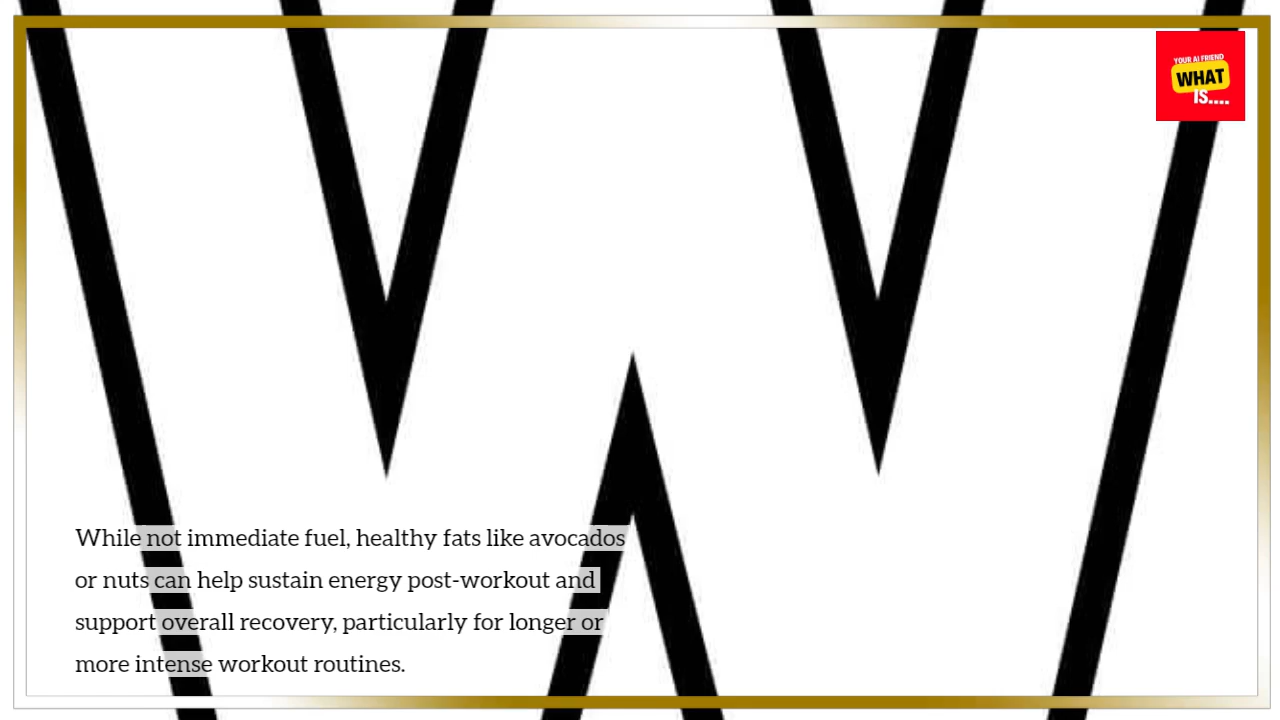 YOUR AI FRIEND
WHAT
IS....
While not immediate fuel, healthy fats like avocados
or nuts can help sustain energy post-workout and
support overall recovery, particularly for longer or
more intense workout routines.